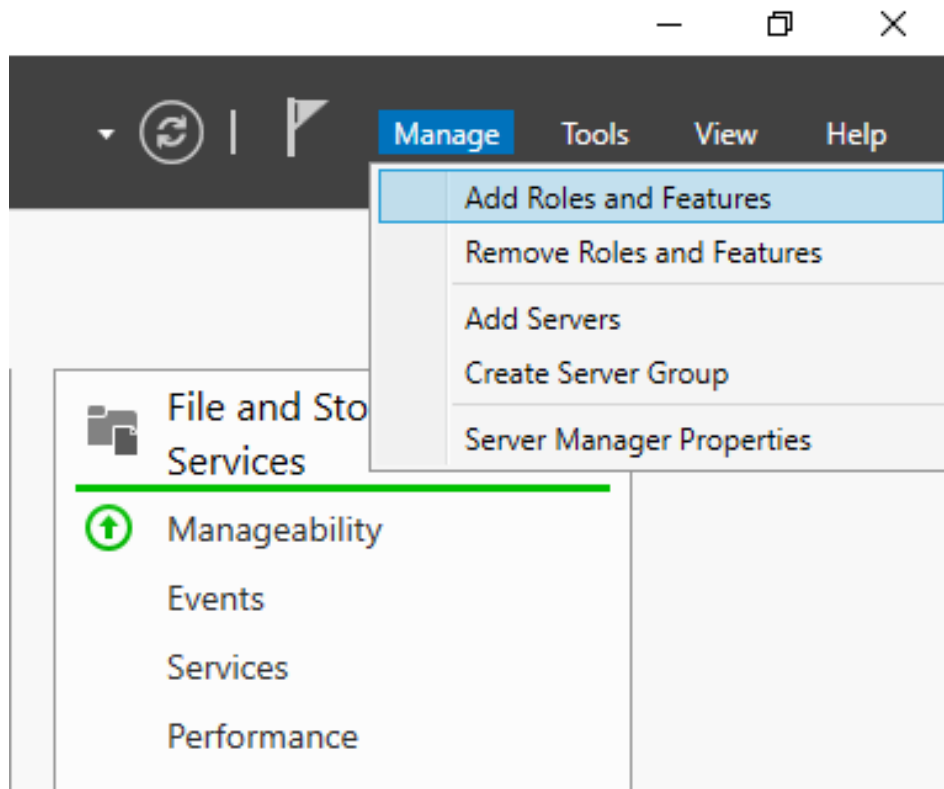 Manage Tools View Help
Add Roles and Features
Remove Roles and Features
Add Servers
Create Server Group
Server Manager Properties
File and Sto
Services
Manageability
Events
Services
Performance